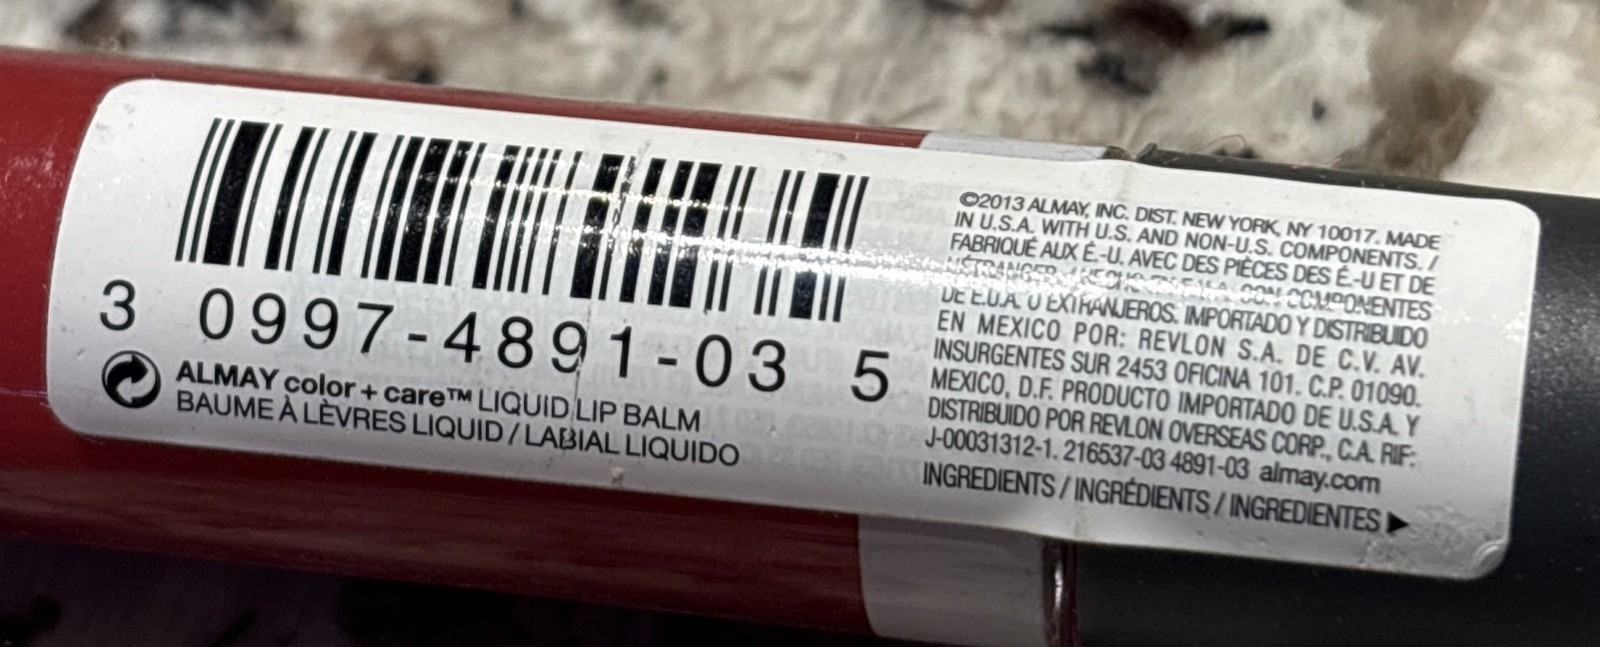 3 0997-4891-03 5
ALMAY color + care™ LIQUID LIP BALM
BAUME À LÈVRES LIQUID / LABIAL LIQUIDO
©2013 ALMAY, INC. DIST. NEW YORK, NY 10017. MADE
IN U.S.A. WITH U.S. AND NON-U.S. COMPONENTS. /
FABRIQUÉ AUX É.-U. AVEC DES PIÈCES DES É.-U ET DE
L'ÉTRANGER. / HECHO EN E.U.A. CON COMPONENTES
DE E.U.A. U EXTRANJEROS. IMPORTADO Y DISTRIBUIDO
EN MEXICO POR: REVLON S.A. DE C.V. AV.
INSURGENTES SUR 2453 OFICINA 101. C.P. 01090.
MEXICO, D.F. PRODUCTO IMPORTADO DE U.S.A. Y
DISTRIBUIDO POR REVLON OVERSEAS CORP., C.A. RIF:
J-00031312-1. 216537-03 4891-03 almay.com
INGREDIENTS / INGRÉDIENTS / INGREDIENTES ▶